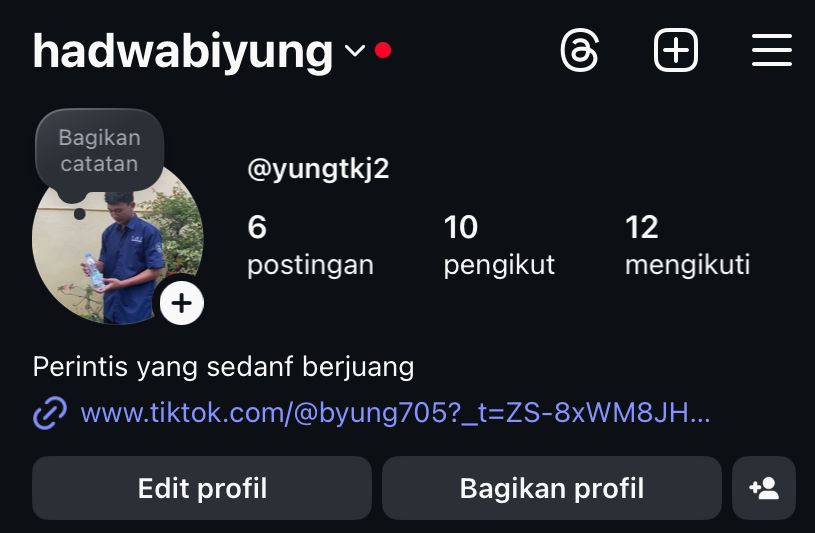 hadwabiyung
Bagikan
catatan
@yungtkj2
6
postingan
10
pengikut
12
mengikuti
Perintis yang sedanf berjuang
www.tiktok.com/@byung705?_t=ZS-8xWM8JH...
Edit profil
Bagikan profil